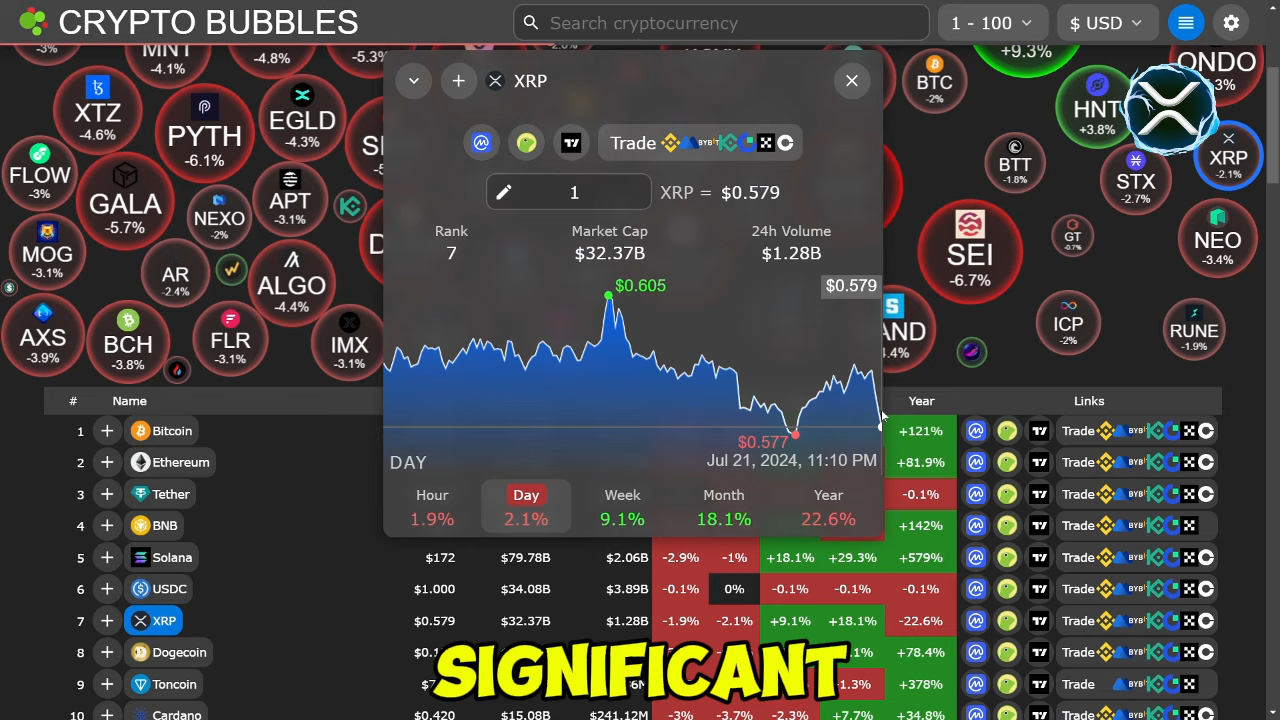 CRYPTO BUBBLES
Search cryptocurrency
1 - 100
$ USD
-3%
MNT
-4.1%
-4.8%
-5.3%
+9.3%
BTC
-2%
ONDO
XTZ
-4.6%
PYTH
-6.1%
EGLD
-4.3%
HNT
+3.8%
XRP
-2.1%
FLOW
-3%
GALA
-5.7%
NEXO
-2%
APT
-3.1%
BTT
-1.8%
STX
-2.7%
MOG
-3.1%
AR
-2.4%
ALGO
-4.4%
SEI
-6.7%
GT
-0.7%
NEO
-3.4%
AXS
-3.9%
BCH
-3.8%
FLR
-3.1%
IMX
-3.1%
AND
ICP
-2%
RUNE
-1.9%
XRP
Trade BYBIT
1 XRP = $0.579
Rank Market Cap 24h Volume
7 $32.37B $1.28B
$0.605
$0.579
$0.577
DAY Jul 21, 2024, 11:10 PM
Hour Day Week Month Year
1.9% 2.1% 9.1% 18.1% 22.6%
# Name Year Links
1 + Bitcoin +121% Trade
2 + Ethereum +81.9% Trade
3 + Tether -0.1% Trade
4 + BNB +142% Trade
5 + Solana $172 $79.78B $2.06B -2.9% -1% +18.1% +29.3% +579% Trade
6 + USDC $1.000 $34.08B $3.89B -0.1% 0% -0.1% -0.1% -0.1% Trade
7 + XRP $0.579 $32.37B $1.28B -1.9% -2.1% +9.1% +18.1% -22.6% Trade
8 + Dogecoin +78.4% Trade
9 + Toncoin +378% Trade
10 + Cardano $0.420 $15.08B $241.12M -3% -3.7% -2.3% +7.7% +34.8% Trade
SIGNIFICANT